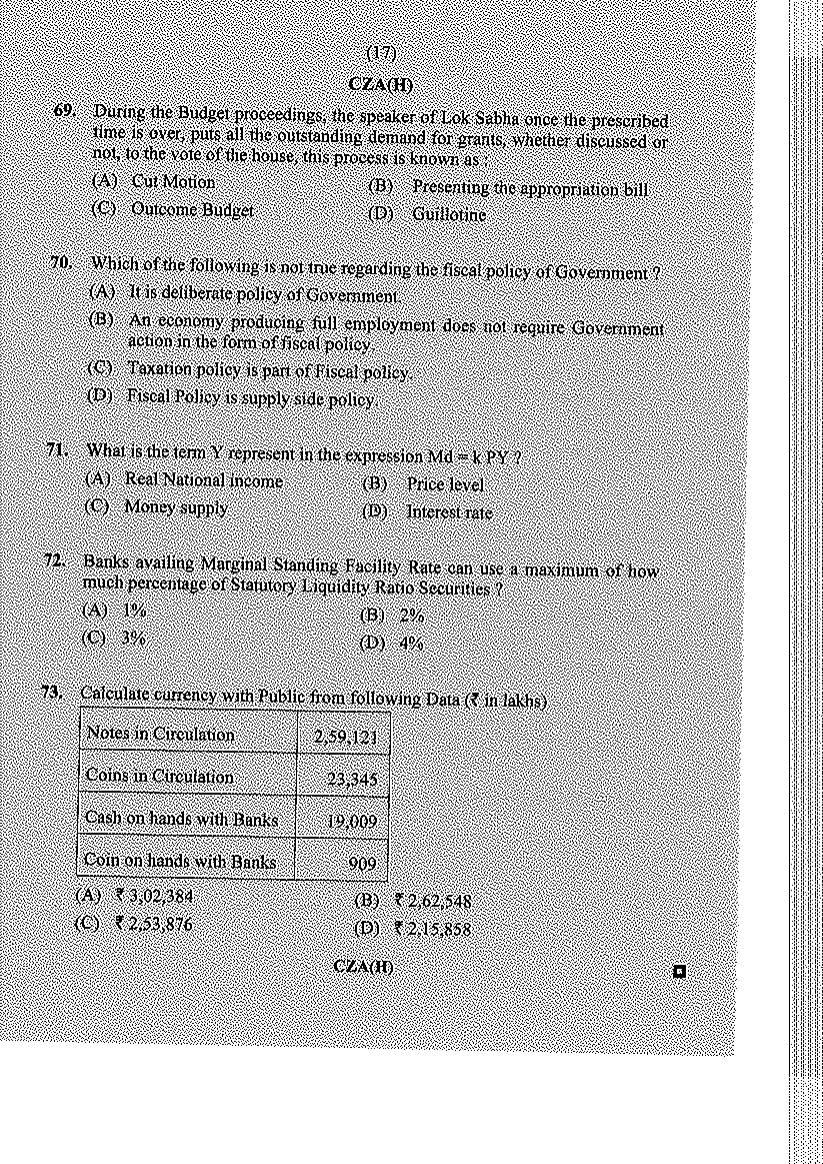 (17)
CZA(H)
69. During the Budget proceedings, the speaker of Lok Sabha once the prescribed
time is over, puts all the outstanding demand for grants, whether discussed or
not, to the vote of the house, this process is known as :
(A) Cut Motion (B) Presenting the appropriation bill
(C) Outcome Budget (D) Guillotine
70. Which of the following is not true regarding the fiscal policy of Government ?
(A) It is deliberate policy of Government.
(B) An economy producing full employment does not require Government
action in the form of fiscal policy.
(C) Taxation policy is part of Fiscal policy.
(D) Fiscal Policy is supply side policy.
71. What is the term Y represent in the expression Md = k PY ?
(A) Real National income (B) Price level
(C) Money supply (D) Interest rate
72. Banks availing Marginal Standing Facility Rate can use a maximum of how
much percentage of Statutory Liquidity Ratio Securities ?
(A) 1% (B) 2%
(C) 3% (D) 4%
73. Calculate currency with Public from following Data (₹ in lakhs)
Notes in Circulation 2,59,121
Coins in Circulation 23,345
Cash on hands with Banks 19,009
Coin on hands with Banks 909
(A) ₹ 3,02,384 (B) ₹ 2,62,548
(C) ₹ 2,53,876 (D) ₹ 2,15,858
CZA(H)